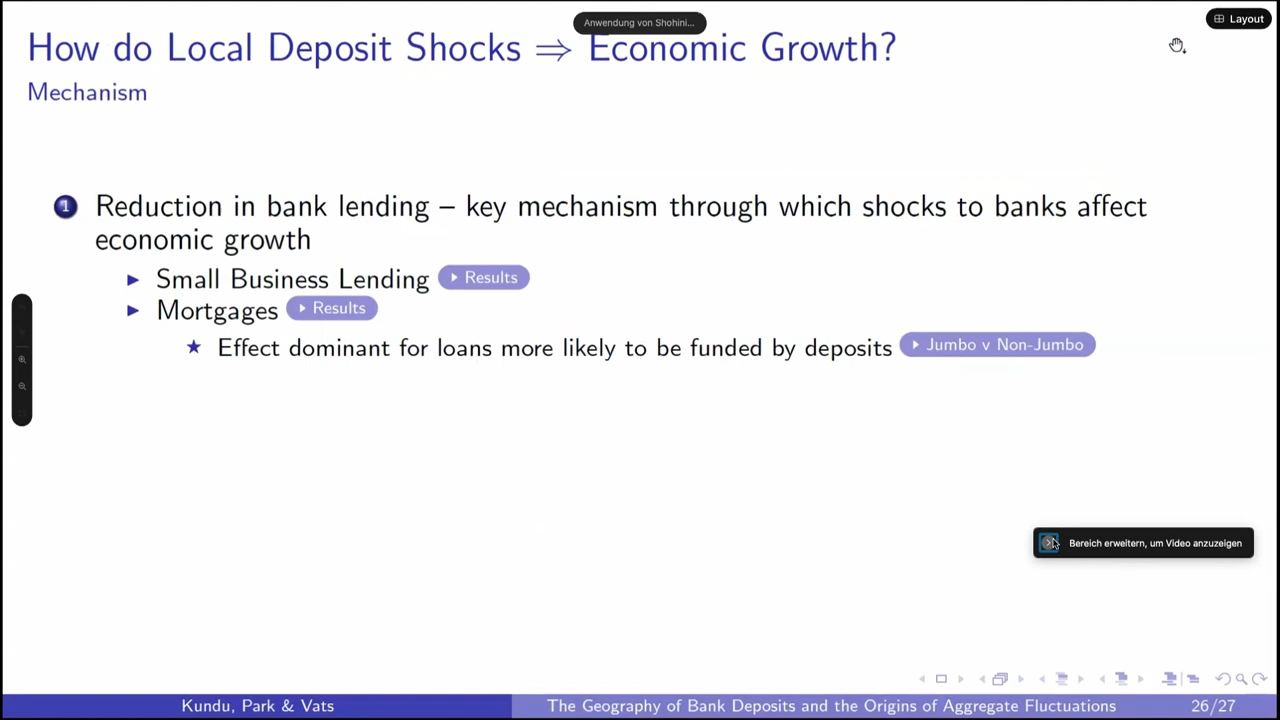 Anwendung von Shohini...
Layout
How do Local Deposit Shocks ⇒ Economic Growth?
Mechanism
1 Reduction in bank lending – key mechanism through which shocks to banks affect
economic growth
Small Business Lending Results
Mortgages Results
Effect dominant for loans more likely to be funded by deposits Jumbo v Non-Jumbo
Bereich erweitern, um Video anzuzeigen
Kundu, Park & Vats The Geography of Bank Deposits and the Origins of Aggregate Fluctuations 26/27